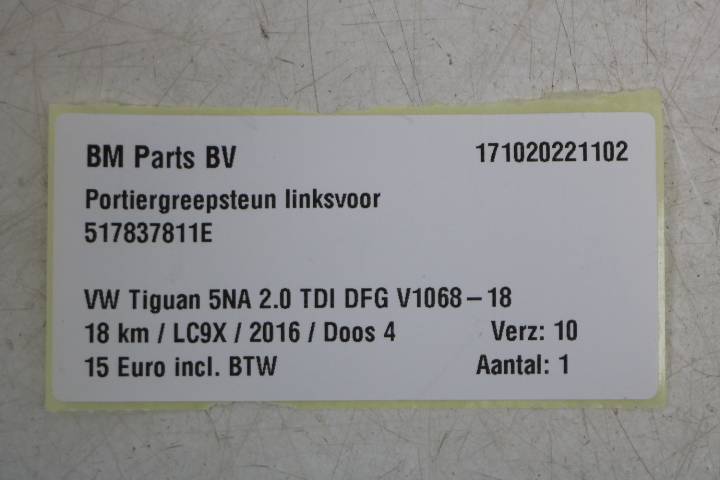 BM Parts BV 171020221102
Portiergreepsteun linksvoor
517837811E
VW Tiguan 5NA 2.0 TDI DFG V1068-18
18 km / LC9X / 2016 / Doos 4 Verz: 10
15 Euro incl. BTW Aantal: 1